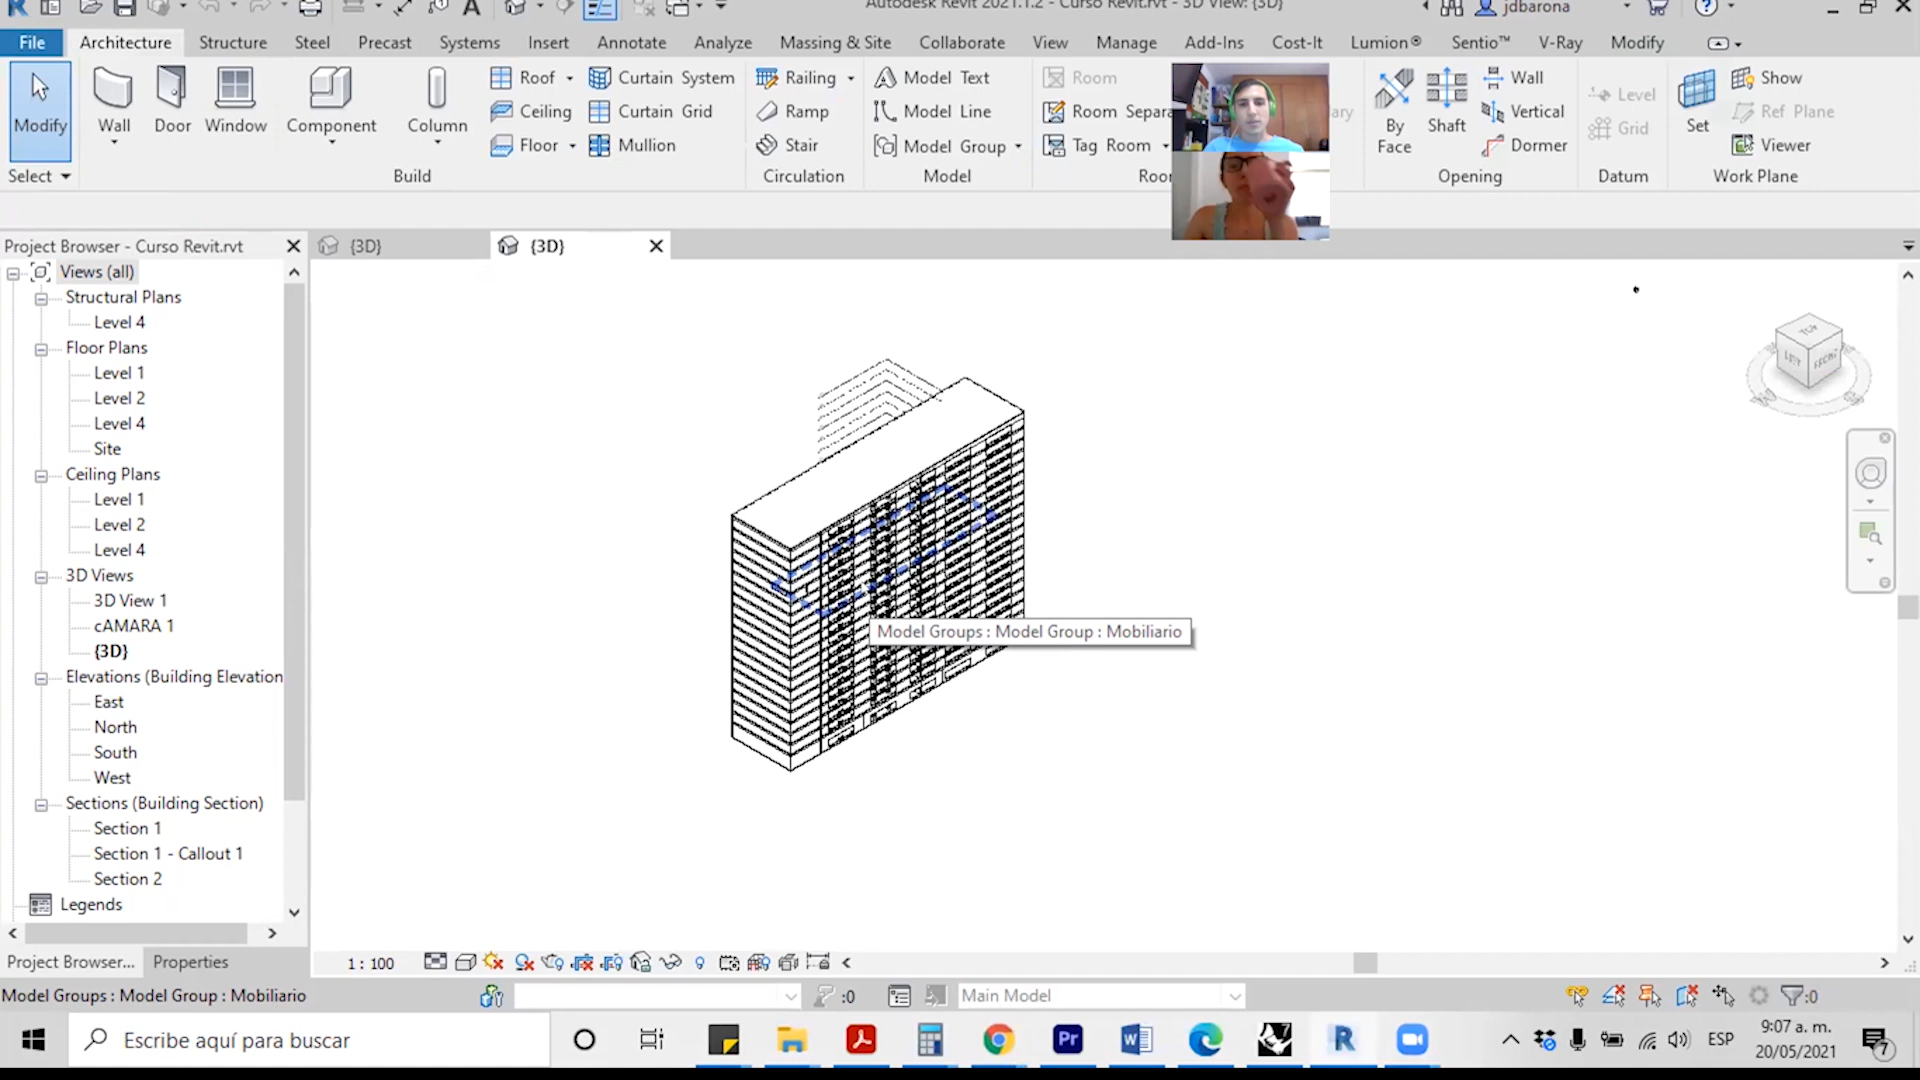 Autodesk Revit 2021.1.2 - Curso Revit.rvt - 3D View: {3D}
jdbarona
File Architecture Structure Steel Precast Systems Insert Annotate Analyze Massing & Site Collaborate View Manage Add-Ins Cost-It Lumion® Sentio™ V-Ray Modify
Roof Curtain System Railing Model Text Room Wall Show
Ceiling Curtain Grid Ramp Model Line Room Separa Vertical Level Ref Plane
Modify Wall Door Window Component Column By Face Shaft Grid Set
Floor Mullion Stair Model Group Tag Room Dormer Viewer
Select Build Circulation Model Opening Datum Work Plane
Project Browser - Curso Revit.rvt
{3D}
{3D}
Views (all)
Structural Plans
Level 4
Floor Plans
Level 1
Level 2
Level 4
Site
Ceiling Plans
Level 1
Level 2
Level 4
3D Views
3D View 1
cAMARA 1
{3D}
Elevations (Building Elevation
East
North
South
West
Sections (Building Section)
Section 1
Section 1 - Callout 1
Section 2
Legends
TOP
LEFT
FRONT
Model Groups : Model Group : Mobiliario
Project Browser... Properties
1 : 100
Model Groups : Model Group : Mobiliario
:0
Main Model
:0
Escribe aquí para buscar
Pr
ESP
9:07 a. m.
20/05/2021
7